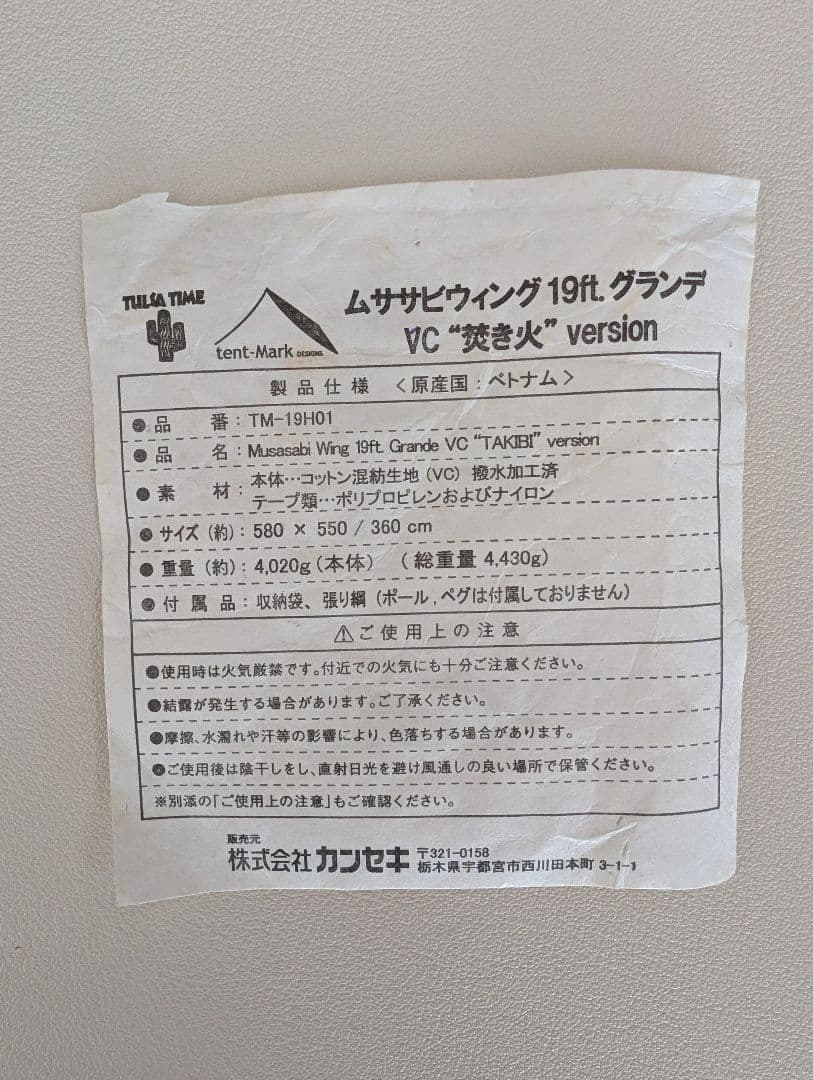 TULSA TIME
tent-Mark DESIGNS
ムササビウィング 19ft. グランデ
VC “焚き火” version
製品仕様 <原産国:ベトナム>
●品 番:TM-19H01
●品 名:Musasabi Wing 19ft. Grande VC “TAKIBI” version
●素 材:本体…コットン混紡生地 (VC) 撥水加工済
テープ類…ポリプロピレンおよびナイロン
●サイズ (約):580 × 550 / 360 cm
●重量 (約):4,020g (本体) (総重量 4,430g)
●付属品:収納袋、張り綱 (ポール,ペグは付属しておりません)
⚠ご使用上の注意
●使用時は火気厳禁です。付近での火気にも十分ご注意ください。
●結露が発生する場合があります。ご了承ください。
●摩擦、水濡れや汗等の影響により、色落ちする場合があります。
●ご使用後は陰干しをし、直射日光を避け風通しの良い場所で保管ください。
※別添の「ご使用上の注意」もご確認ください。
販売元
株式会社カンセキ
〒321-0158
栃木県宇都宮市西川田本町 3-1-1